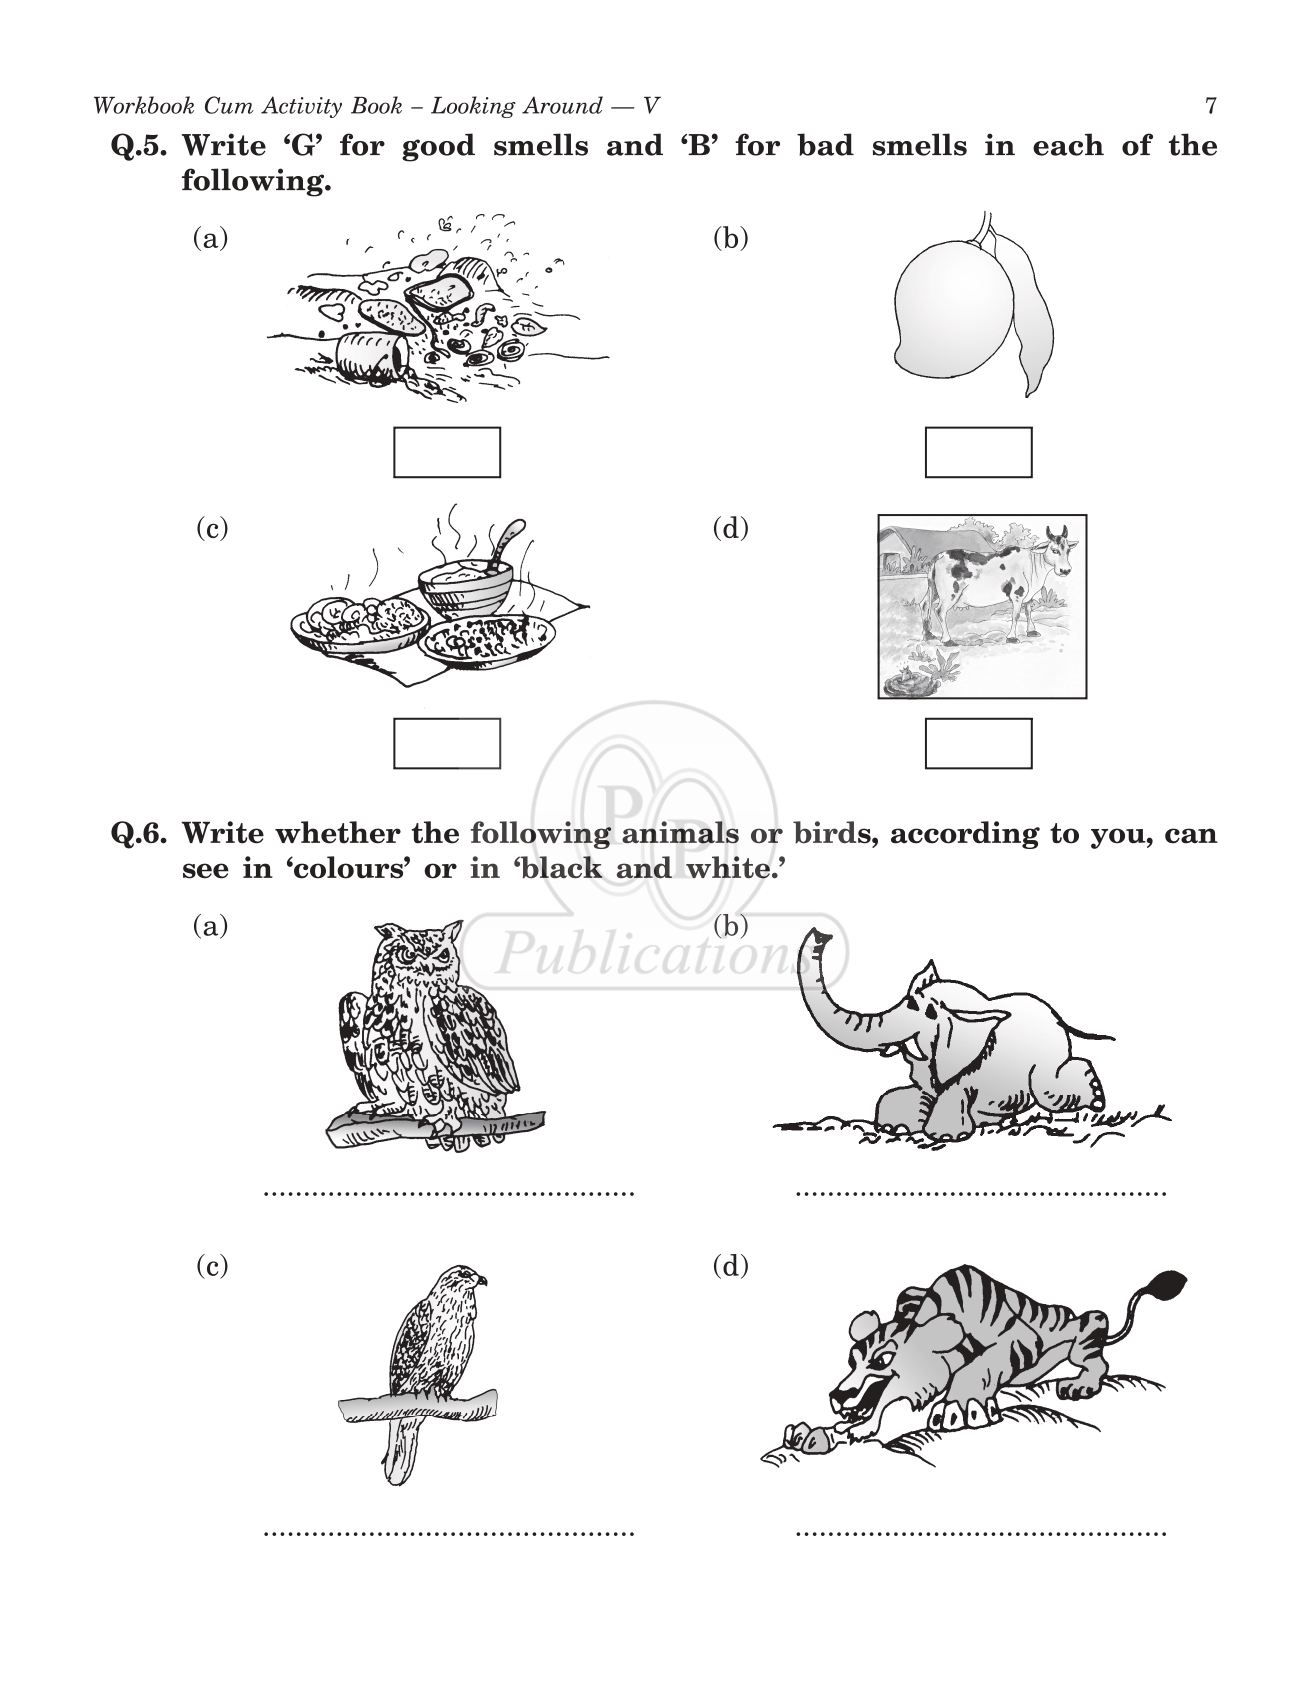 Workbook Cum Activity Book – Looking Around — V 7
Q.5. Write ‘G’ for good smells and ‘B’ for bad smells in each of the
following.
(a) (b)
(c) (d)
P
P
Publications
Q.6. Write whether the following animals or birds, according to you, can
see in ‘colours’ or in ‘black and white.’
(a) (b)
............................................. .............................................
(c) (d)
............................................. .............................................